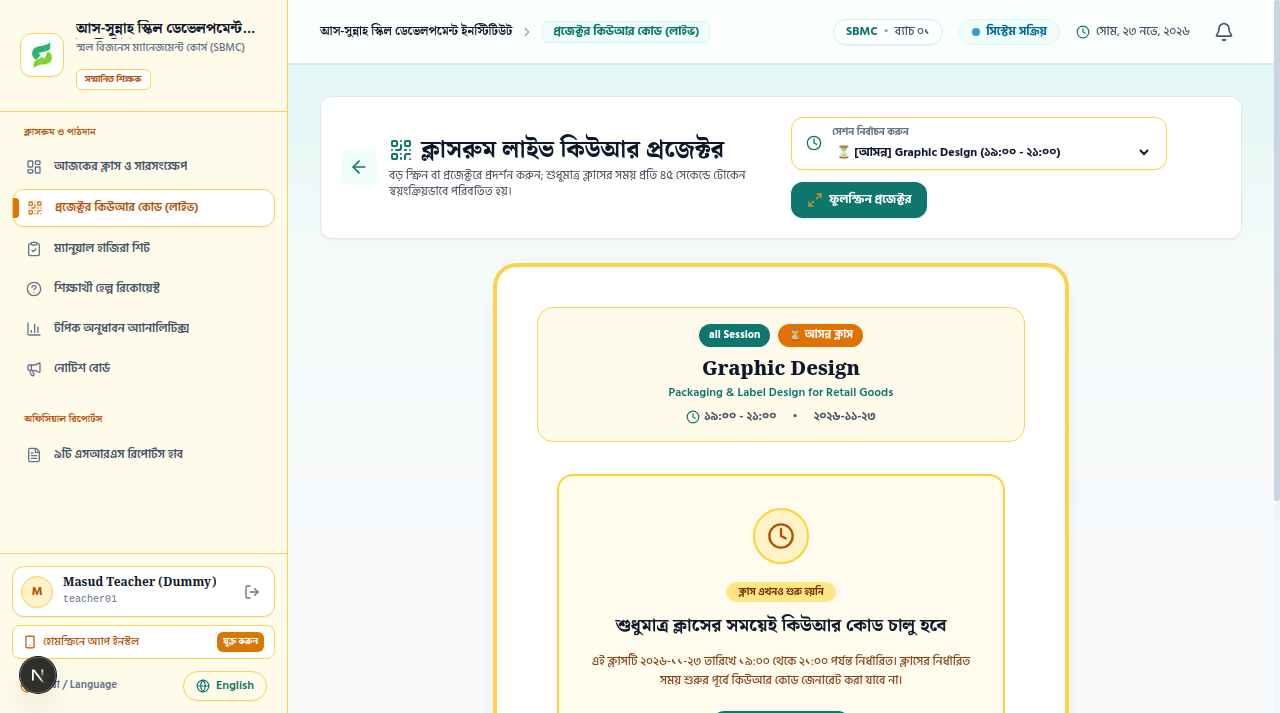 আস-সুন্নাহ স্কিল ডেভেলপমেন্ট...
স্মল বিজনেস ম্যানেজমেন্ট কোর্স (SBMC)
সম্মানিত শিক্ষক
ক্লাসরুম ও পাঠদান
আজকের ক্লাস ও সারসংক্ষেপ
প্রজেক্টর কিউআর কোড (লাইভ)
ম্যানুয়াল হাজিরা শিট
শিক্ষার্থী হেল্প রিকোয়েস্ট
টপিক অনুধাবন অ্যানালিটিক্স
নোটিশ বোর্ড
অফিসিয়াল রিপোর্টস
৯টি এসআরএস রিপোর্টস হাব
M
Masud Teacher (Dummy)
teacher01
হোমস্ক্রিনে অ্যাপ ইনস্টল
যুক্ত করুন
N
/ Language
English
আস-সুন্নাহ স্কিল ডেভেলপমেন্ট ইনস্টিটিউট
প্রজেক্টর কিউআর কোড (লাইভ)
SBMC • ব্যাচ ০১
সিস্টেম সক্রিয়
সোম, ২৩ নভে, ২০২৬
ক্লাসরুম লাইভ কিউআর প্রজেক্টর
বড় স্ক্রিন বা প্রজেক্টরে প্রদর্শন করুন; শুধুমাত্র ক্লাসের সময় প্রতি ৪৫ সেকেন্ডে টোকেন
স্বয়ংক্রিয়ভাবে পরিবর্তিত হয়।
সেশন নির্বাচন করুন
⏳ [আসন্ন] Graphic Design (১৯:০০ - ২১:০০)
ফুলস্ক্রিন প্রজেক্টর
all Session
⏳ আসন্ন ক্লাস
Graphic Design
Packaging & Label Design for Retail Goods
১৯:০০ - ২১:০০ • ২০২৬-১১-২৩
ক্লাস এখনও শুরু হয়নি
শুধুমাত্র ক্লাসের সময়েই কিউআর কোড চালু হবে
এই ক্লাসটি ২০২৬-১১-২৩ তারিখে ১৯:০০ থেকে ২১:০০ পর্যন্ত নির্ধারিত। ক্লাসের নির্ধারিত
সময় শুরুর পূর্বে কিউআর কোড জেনারেট করা যাবে না।